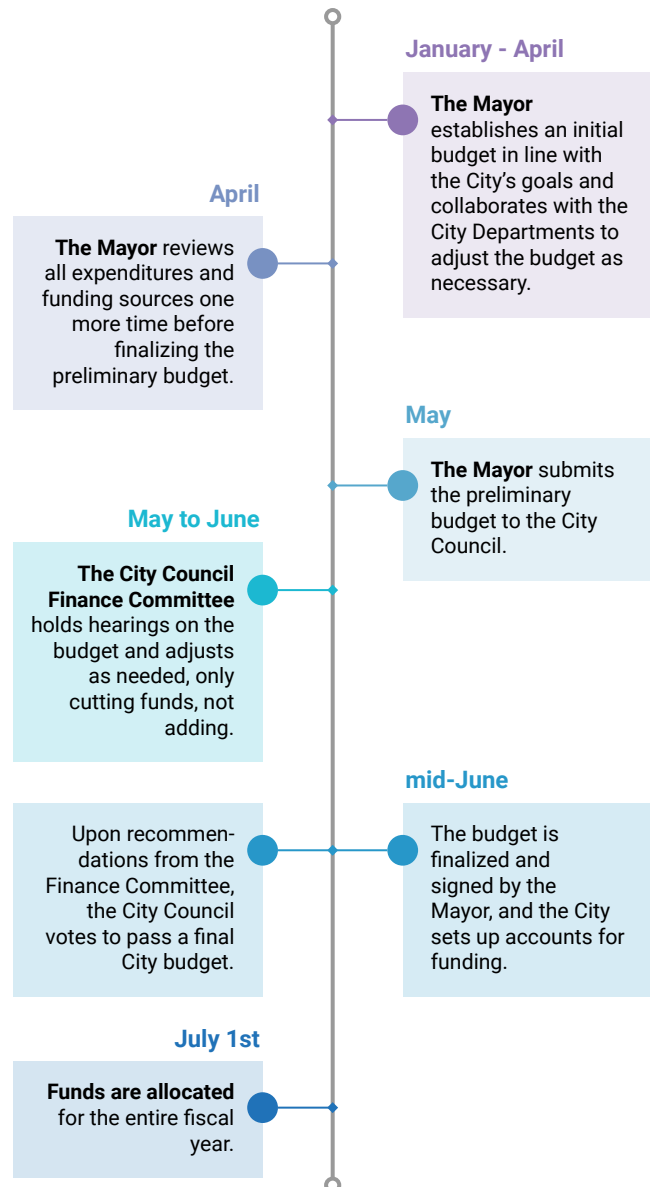 January - April
The Mayor
establishes an initial
budget in line with
the City’s goals and
collaborates with the
City Departments to
adjust the budget as
necessary.
April
The Mayor reviews
all expenditures and
funding sources one
more time before
finalizing the
preliminary budget.
May
The Mayor submits
the preliminary
budget to the City
Council.
May to June
The City Council
Finance Committee
holds hearings on the
budget and adjusts
as needed, only
cutting funds, not
adding.
mid-June
Upon recommen-
dations from the
Finance Committee,
the City Council
votes to pass a final
City budget.
The budget is
finalized and
signed by the
Mayor, and the City
sets up accounts for
funding.
July 1st
Funds are allocated
for the entire fiscal
year.